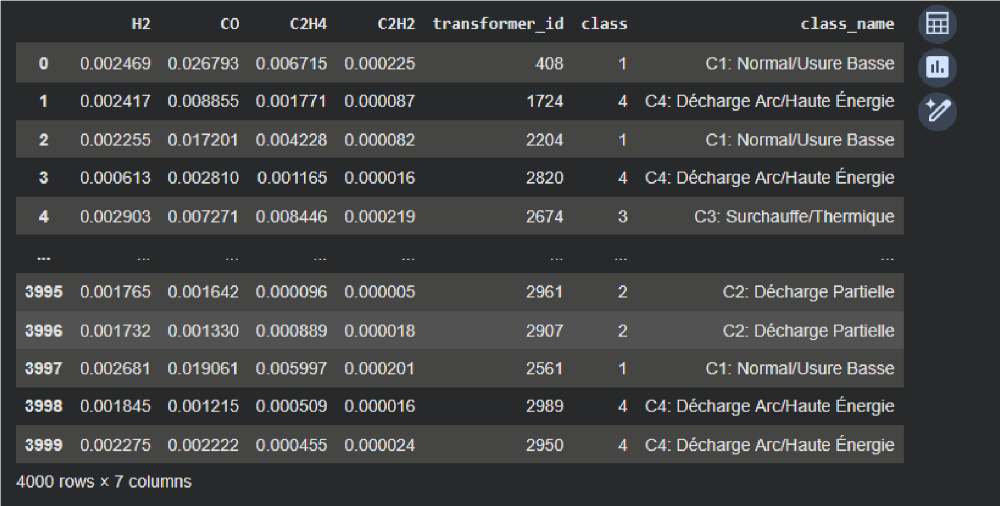 H2 CO C2H4 C2H2 transformer_id class class_name
0 0.002469 0.026793 0.006715 0.000225 408 1 C1: Normal/Usure Basse
1 0.002417 0.008855 0.001771 0.000087 1724 4 C4: Décharge Arc/Haute Énergie
2 0.002255 0.017201 0.004228 0.000082 2204 1 C1: Normal/Usure Basse
3 0.000613 0.002810 0.001165 0.000016 2820 4 C4: Décharge Arc/Haute Énergie
4 0.002903 0.007271 0.008446 0.000219 2674 3 C3: Surchauffe/Thermique
... ... ... ... ... ... ... ...
3995 0.001765 0.001642 0.000096 0.000005 2961 2 C2: Décharge Partielle
3996 0.001732 0.001330 0.000889 0.000018 2907 2 C2: Décharge Partielle
3997 0.002681 0.019061 0.005997 0.000201 2561 1 C1: Normal/Usure Basse
3998 0.001845 0.001215 0.000509 0.000016 2989 4 C4: Décharge Arc/Haute Énergie
3999 0.002275 0.002222 0.000455 0.000024 2950 4 C4: Décharge Arc/Haute Énergie
4000 rows × 7 columns